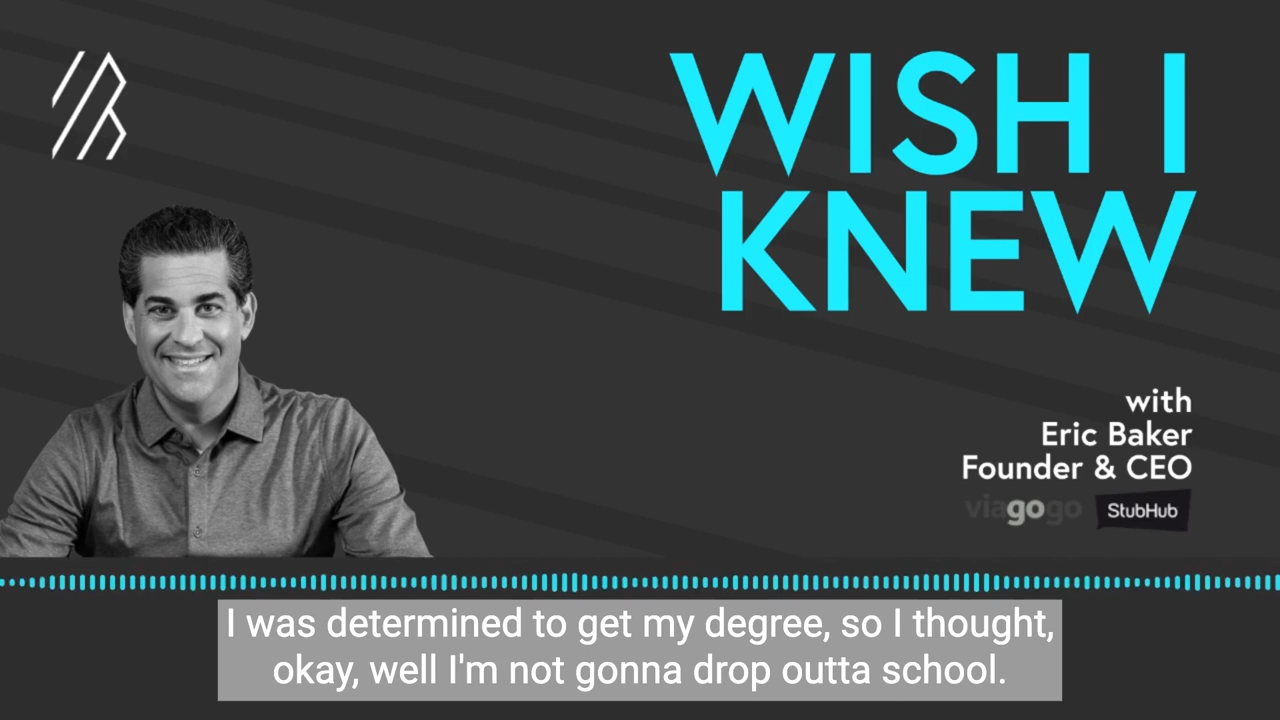 WISH I
KNEW
with
Eric Baker
Founder & CEO
viagogo StubHub
I was determined to get my degree, so I thought,
okay, well I'm not gonna drop outta school.